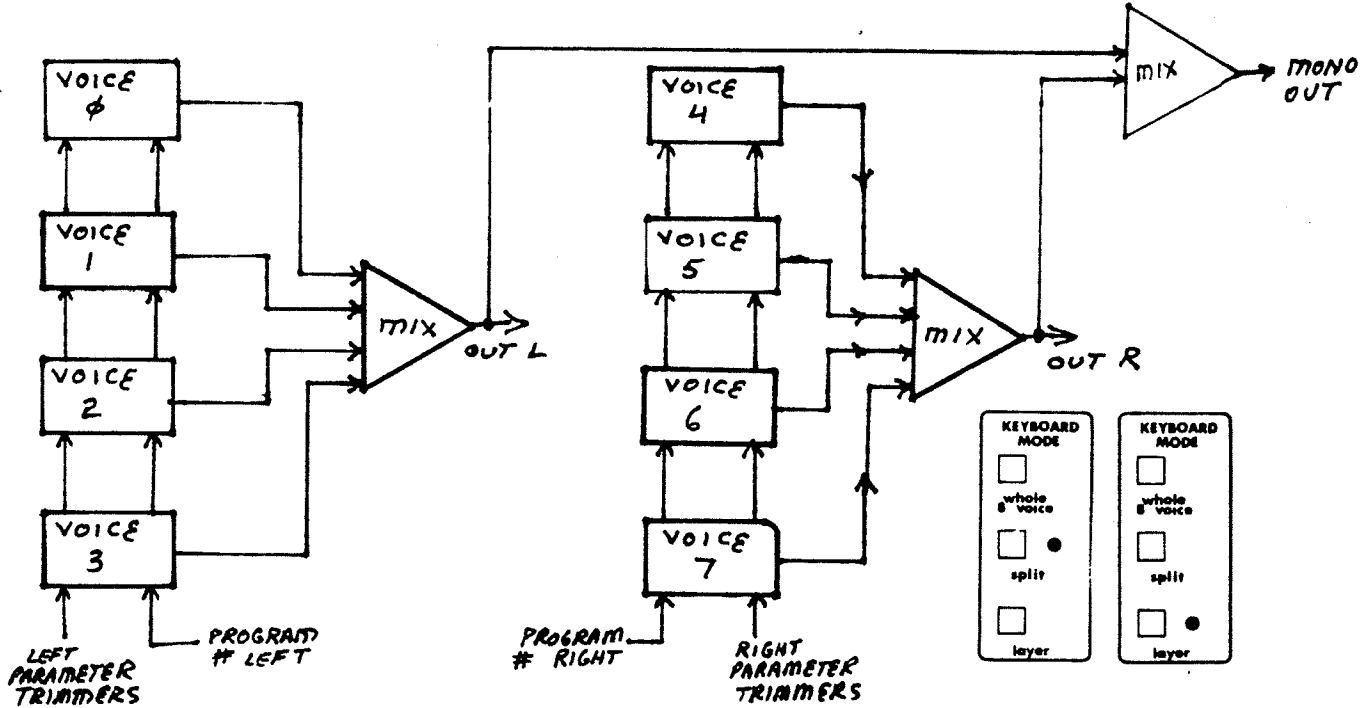 VOICE
ϕ
VOICE
1
VOICE
2
VOICE
3
LEFT
PARAMETER
TRIMMERS
PROGRAM
# LEFT
MIX
OUT L
VOICE
4
VOICE
5
VOICE
6
VOICE
7
PROGRAM
# RIGHT
RIGHT
PARAMETER
TRIMMERS
MIX
OUT R
MIX
MONO
OUT
KEYBOARD
MODE
whole
8 voice
split
layer
KEYBOARD
MODE
whole
8 voice
split
layer